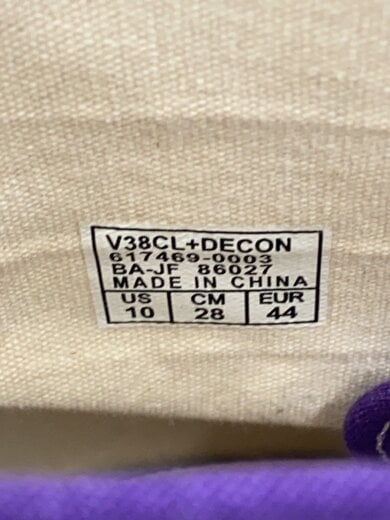 V38CL+DECON
617469-0003
BA-JF 86027
MADE IN CHINA
US CM EUR
10 28 44